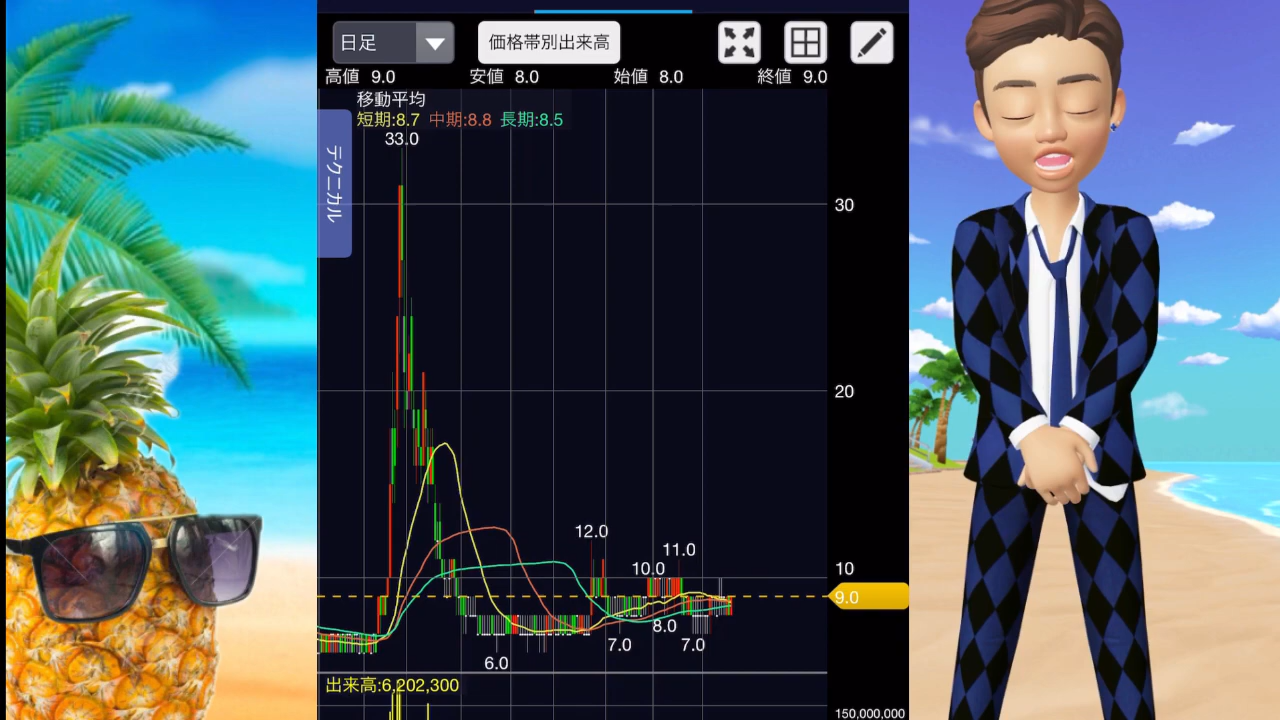 日足
価格帯別出来高
高値 9.0 安値 8.0 始値 8.0 終値 9.0
移動平均
短期:8.7 中期:8.8 長期:8.5
テクニカル
33.0
30
20
12.0
11.0
10.0
10
9.0
8.0
7.0
7.0
6.0
出来高:6,202,300
150,000,000